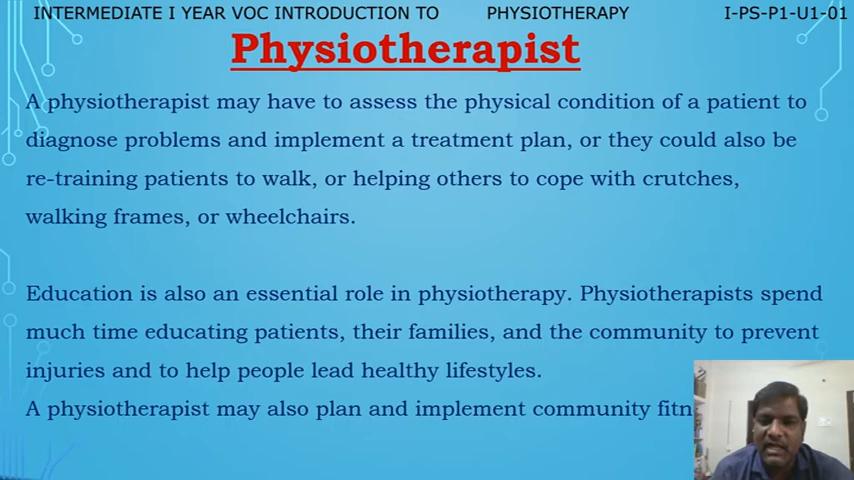 INTERMEDIATE I YEAR VOC INTRODUCTION TO PHYSIOTHERAPY I-PS-P1-U1-01
Physiotherapist
A physiotherapist may have to assess the physical condition of a patient to
diagnose problems and implement a treatment plan, or they could also be
re-training patients to walk, or helping others to cope with crutches,
walking frames, or wheelchairs.
Education is also an essential role in physiotherapy. Physiotherapists spend
much time educating patients, their families, and the community to prevent
injuries and to help people lead healthy lifestyles.
A physiotherapist may also plan and implement community